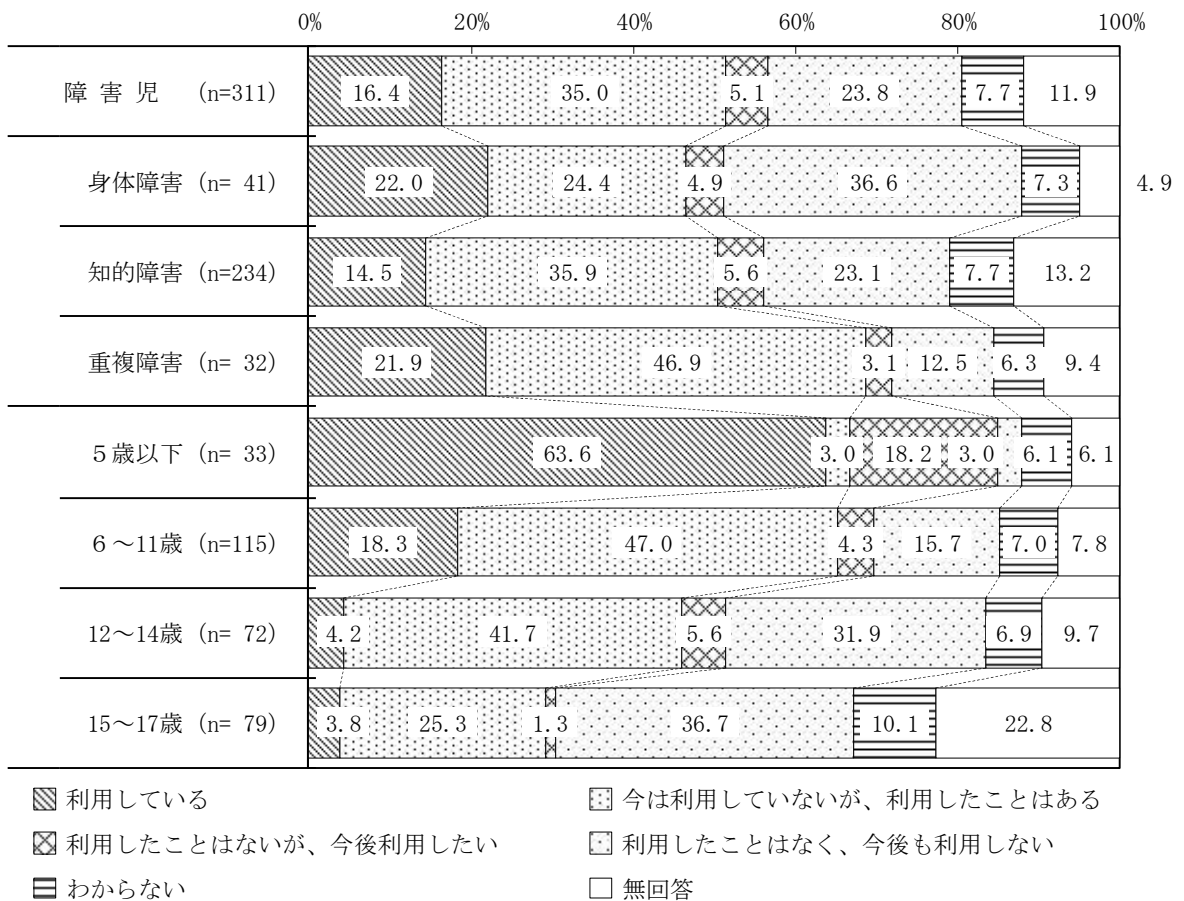 0% 20% 40% 60% 80% 100%
障 害 児 (n=311) 16.4 35.0 5.1 23.8 7.7 11.9
身体障害 (n= 41) 22.0 24.4 4.9 36.6 7.3 4.9
知的障害 (n=234) 14.5 35.9 5.6 23.1 7.7 13.2
重複障害 (n= 32) 21.9 46.9 3.1 12.5 6.3 9.4
5歳以下 (n= 33) 63.6 3.0 18.2 3.0 6.1 6.1
6~11歳 (n=115) 18.3 47.0 4.3 15.7 7.0 7.8
12~14歳 (n= 72) 4.2 41.7 5.6 31.9 6.9 9.7
15~17歳 (n= 79) 3.8 25.3 1.3 36.7 10.1 22.8
利用している 今は利用していないが、利用したことはある
利用したことはないが、今後利用したい 利用したことはなく、今後も利用しない
わからない 無回答